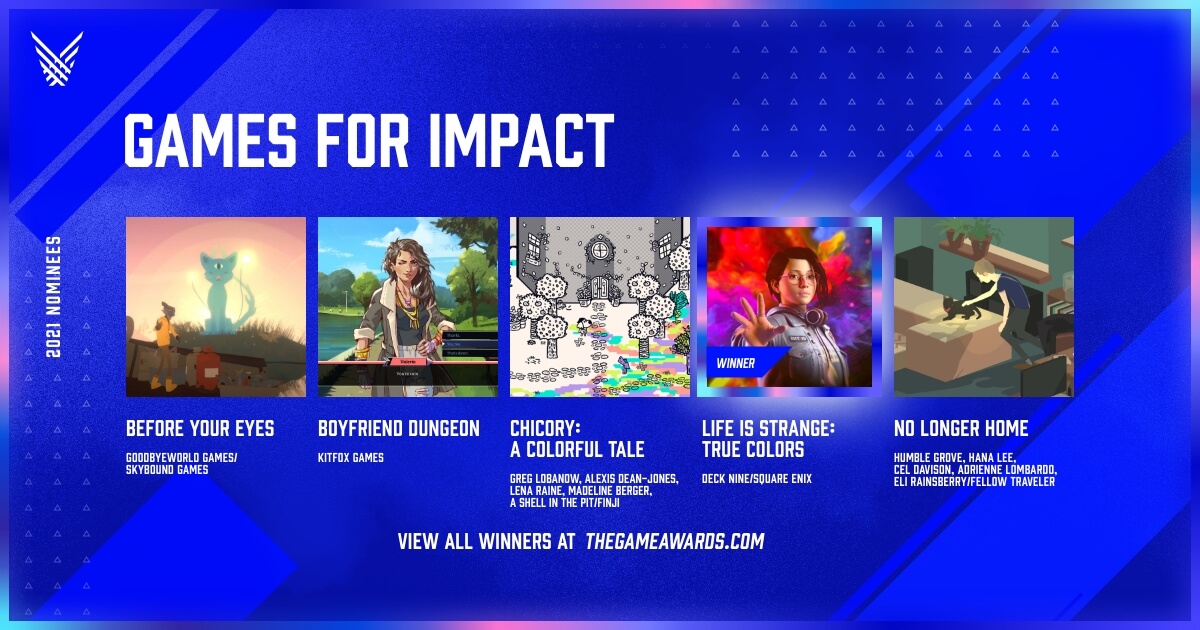 GAMES FOR IMPACT
2021 NOMINEES
WINNER
BEFORE YOUR EYES
GOODBYEWORLD GAMES/
SKYBOUND GAMES
BOYFRIEND DUNGEON
KITFOX GAMES
CHICORY:
A COLORFUL TALE
GREG LOBANOW, ALEXIS DEAN-JONES,
LENA RAINE, MADELINE BERGER,
A SHELL IN THE PIT/FINJI
LIFE IS STRANGE:
TRUE COLORS
DECK NINE/SQUARE ENIX
NO LONGER HOME
HUMBLE GROVE, HANA LEE,
CEL DAVISON, ADRIENNE LOMBARDO,
ELI RAINSBERRY/FELLOW TRAVELER
VIEW ALL WINNERS AT THEGAMEAWARDS.COM